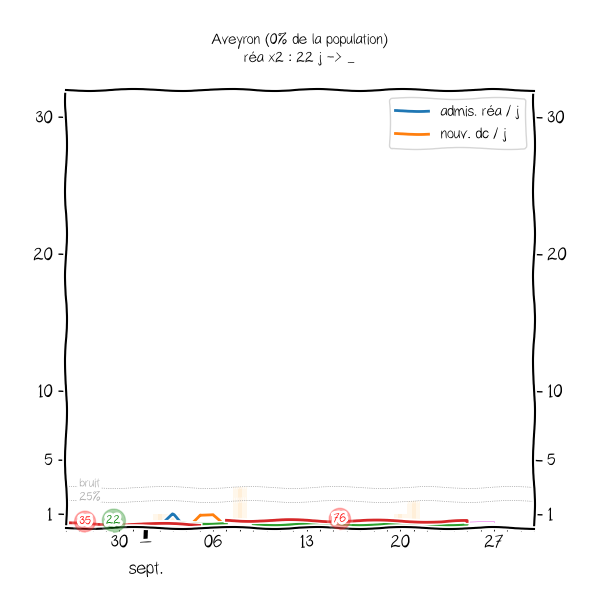 Aveyron (0% de la population)
réa x2 : 22 j -> _
admis. réa / j
nouv. dc / j
30 30
20 20
10 10
5 5
bruit
25%
1 1
35 22 76
30 06 13 20 27
sept.